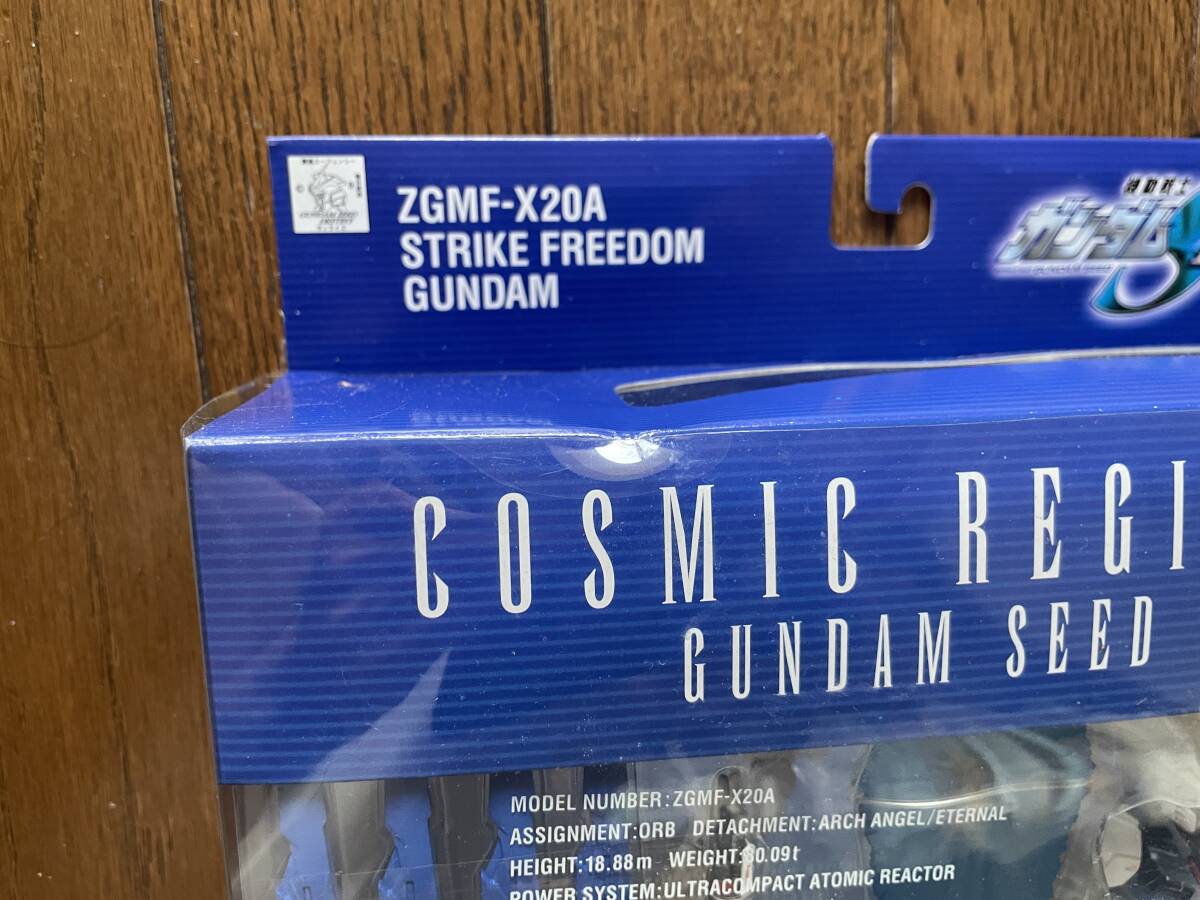 ZGMF-X20A
STRIKE FREEDOM
GUNDAM
機動戦士
ガンダム
COSMIC REGI
GUNDAM SEED
MODEL NUMBER:ZGMF-X20A
ASSIGNMENT:ORB DETACHMENT:ARCH ANGEL/ETERNAL
HEIGHT:18.88m WEIGHT:80.09t
POWER SYSTEM:ULTRACOMPACT ATOMIC REACTOR